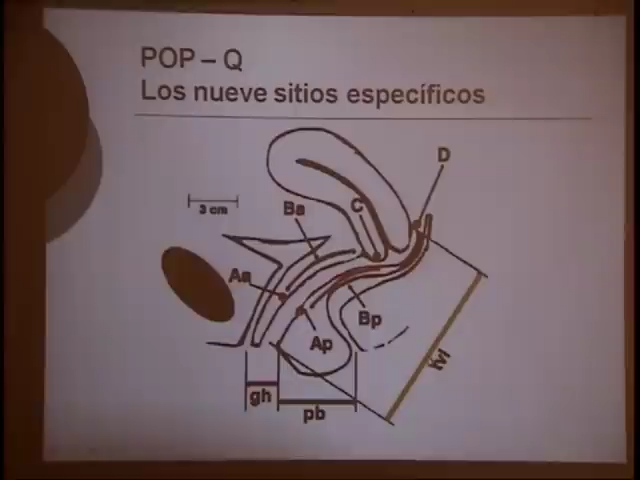 POP – Q
Los nueve sitios específicos
D
3 cm
Ba
C
Aa
Bp
Ap
tvl
gh
pb